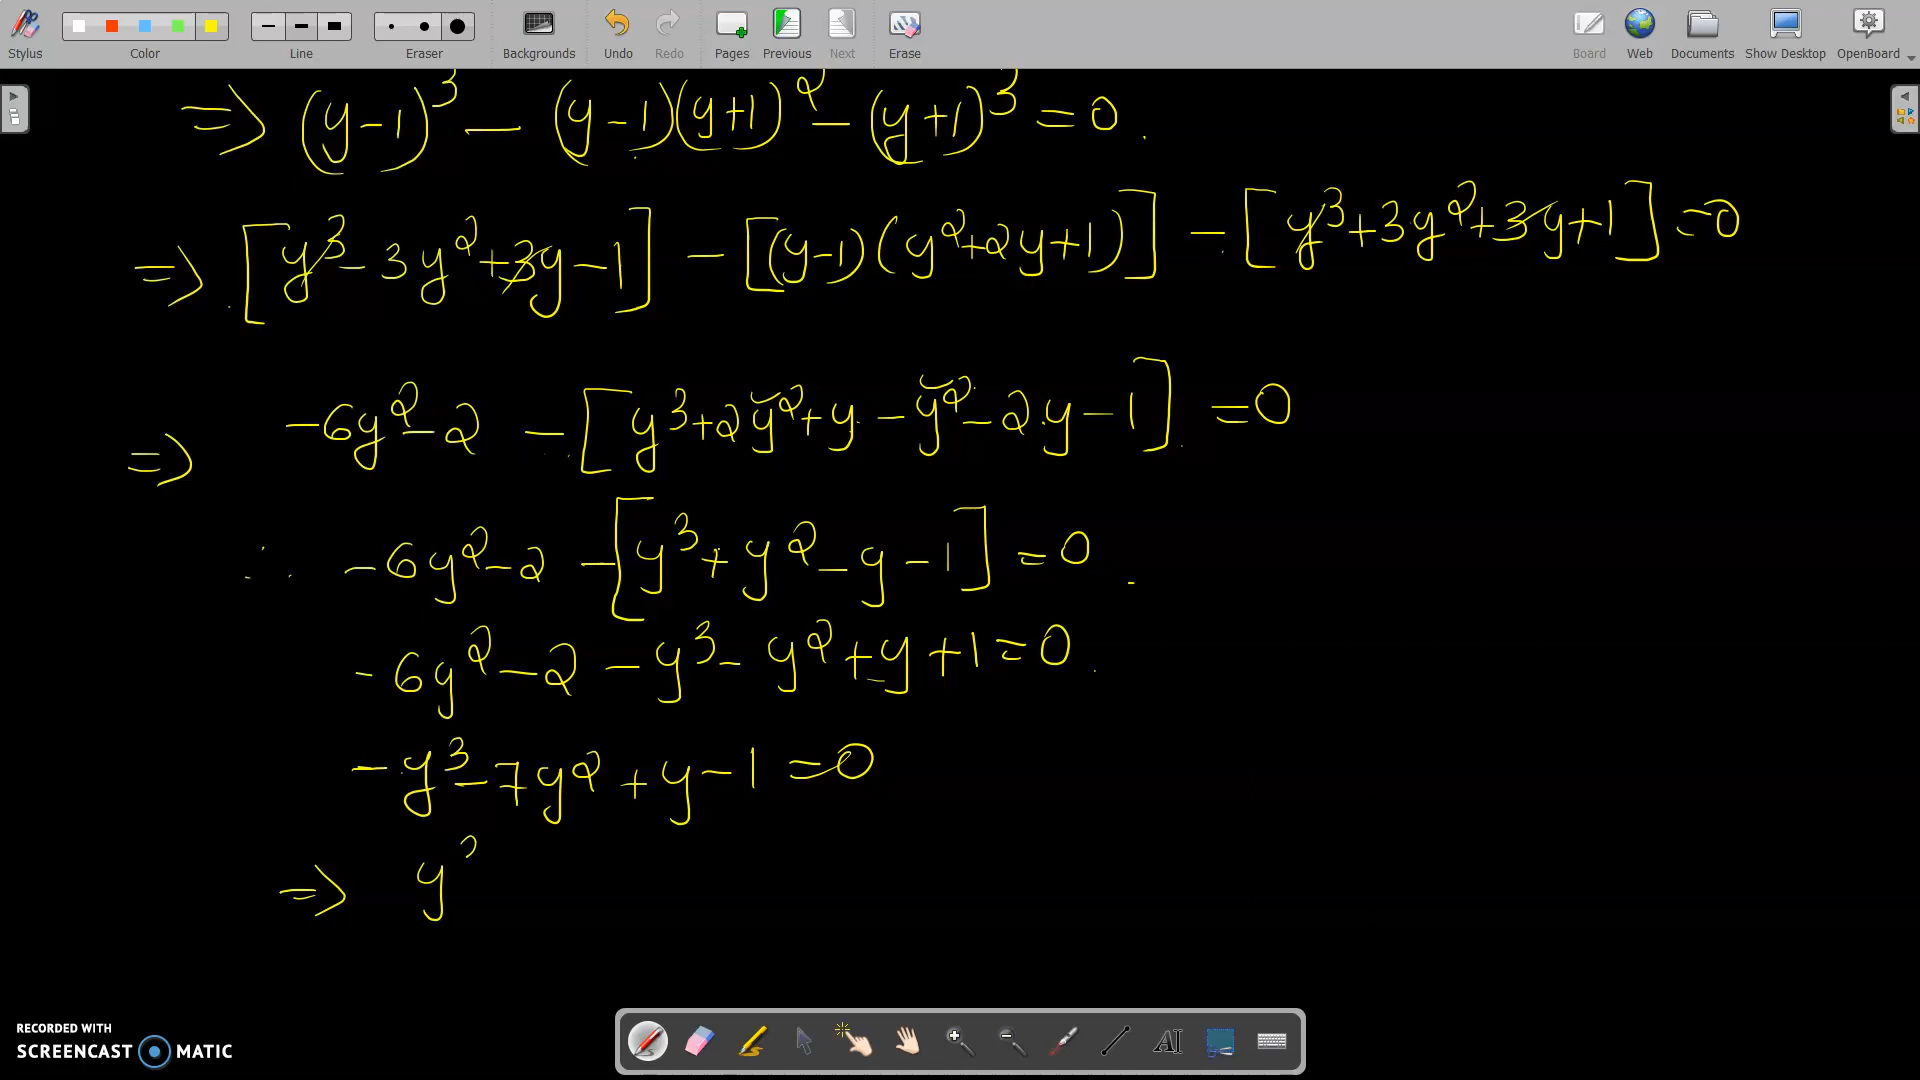 Stylus Color Line Eraser Backgrounds Undo Redo Pages Previous Next Erase Board Web Documents Show Desktop OpenBoard
=> (y-1)³ - (y-1)(y+1)² - (y+1)³ = 0.
=> [y³ - 3y² + 3y - 1] - [(y-1)(y²+2y+1)] - [y³+3y²+3y+1] = 0
=> -6y² - 2 - [y³ + 2y² + y - y² - 2y - 1] = 0
∴ -6y² - 2 - [y³ + y² - y - 1] = 0.
-6y² - 2 - y³ - y² + y + 1 = 0.
-y³ - 7y² + y - 1 = 0
=> y
RECORDED WITH
SCREENCAST MATIC
AI